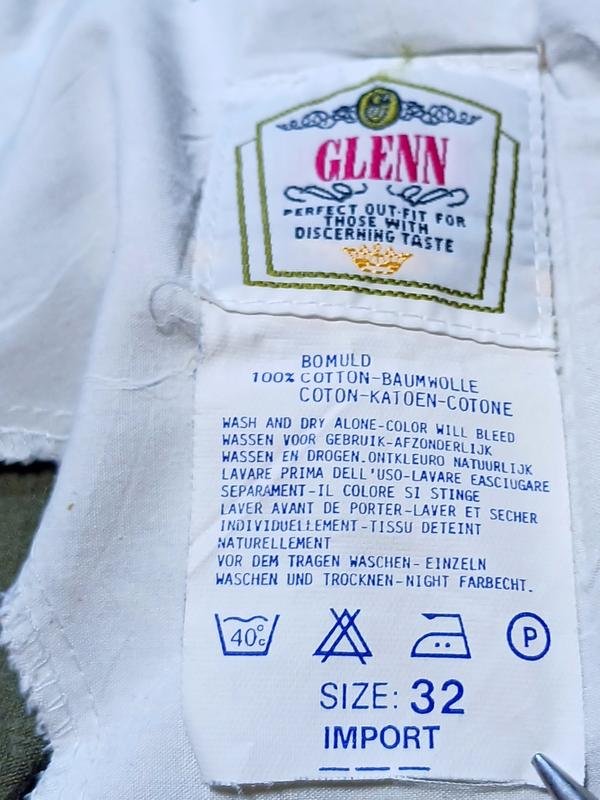 G
GLENN
PERFECT OUT-FIT FOR
THOSE WITH
DISCERNING TASTE
BOMULD
100% COTTON-BAUMWOLLE
COTON-KATOEN-COTONE
WASH AND DRY ALONE-COLOR WILL BLEED
WASSEN VOOR GEBRUIK-AFZONDERLIJK
WASSEN EN DROGEN.ONTKLEURO NATUURLIJK
LAVARE PRIMA DELL'USO-LAVARE EASCIUGARE
SEPARAMENT-IL COLORE SI STINGE
LAVER AVANT DE PORTER-LAVER ET SECHER
INDIVIDUELLEMENT-TISSU DETEINT
NATURELLEMENT
VOR DEM TRAGEN WASCHEN-EINZELN
WASCHEN UND TROCKNEN-NIGHT FARBECHT.
40°c P
SIZE: 32
IMPORT